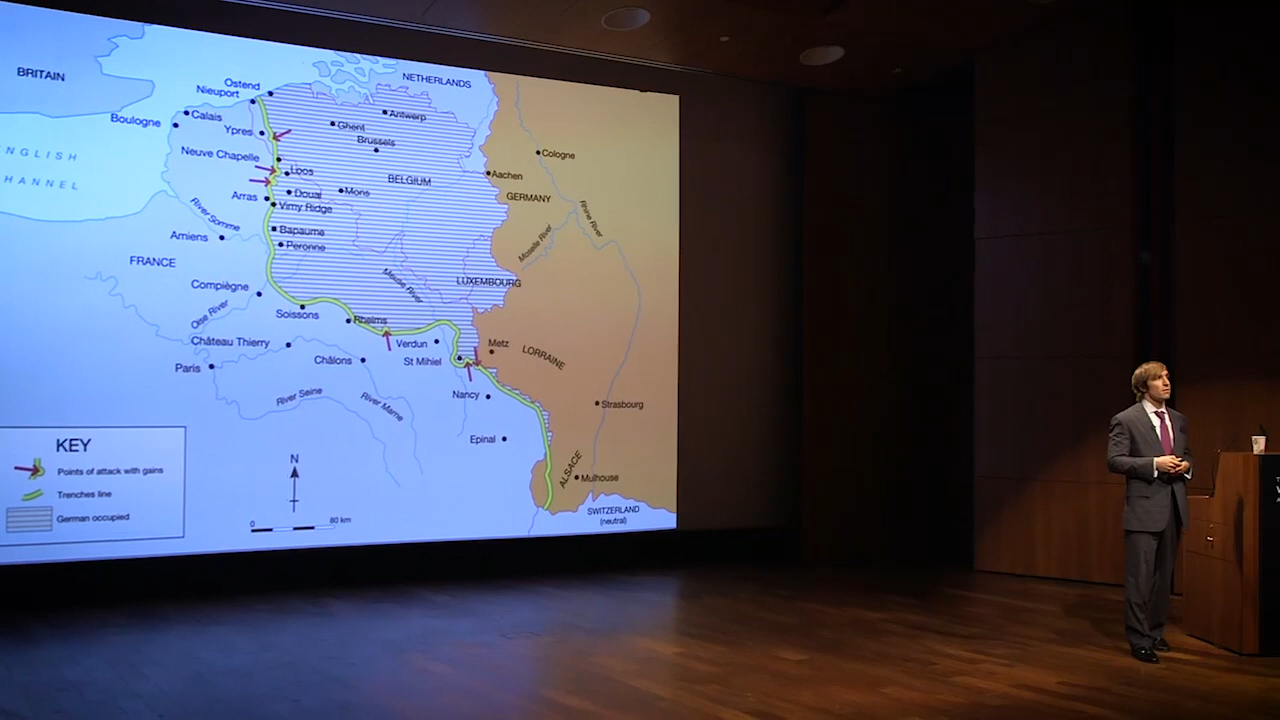 BRITAIN
ENGLISH
CHANNEL
NETHERLANDS
Ostend
Nieuport
Calais
Boulogne
Ypres
Antwerp
Ghent
Brussels
Neuve Chapelle
Loos
BELGIUM
Cologne
Aachen
GERMANY
Douai
Mons
Arras
Vimy Ridge
River Somme
Rhine River
Moselle River
Amiens
Bapaume
Peronne
FRANCE
Meuse River
LUXEMBOURG
Compiègne
Oise River
Soissons
Rheims
Château Thierry
Verdun
Metz
LORRAINE
Paris
Châlons
St Mihiel
River Seine
River Marne
Nancy
Strasbourg
Epinal
ALSACE
Mulhouse
SWITZERLAND
(neutral)
KEY
Points of attack with gains
Trenches line
German occupied
N
0 80 km